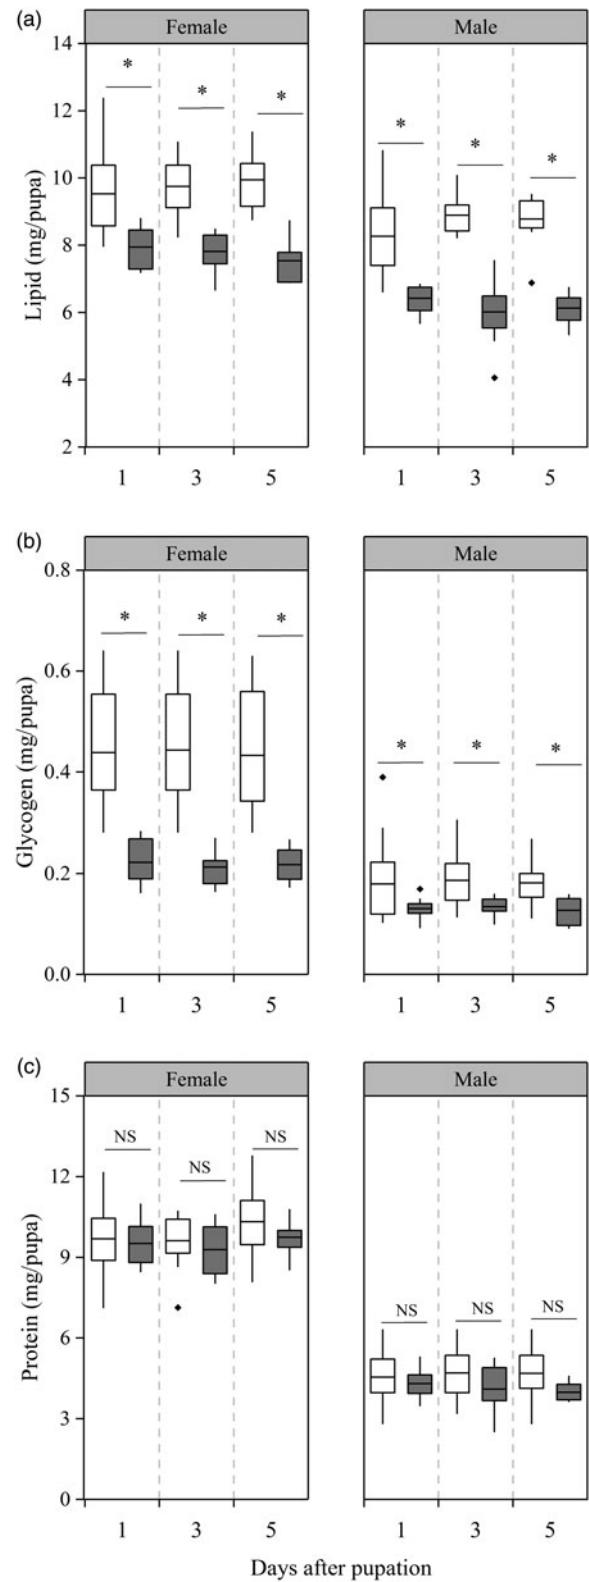 (a)
Female Male
14
12
10
8
6
4
2
Lipid (mg/pupa)
* * * * * *
1 3 5 1 3 5
(b)
Female Male
0.8
0.6
0.4
0.2
0.0
Glycogen (mg/pupa)
* * * * * *
1 3 5 1 3 5
(c)
Female Male
15
12
9
6
3
0
Protein (mg/pupa)
NS NS NS NS NS NS
1 3 5 1 3 5
Days after pupation